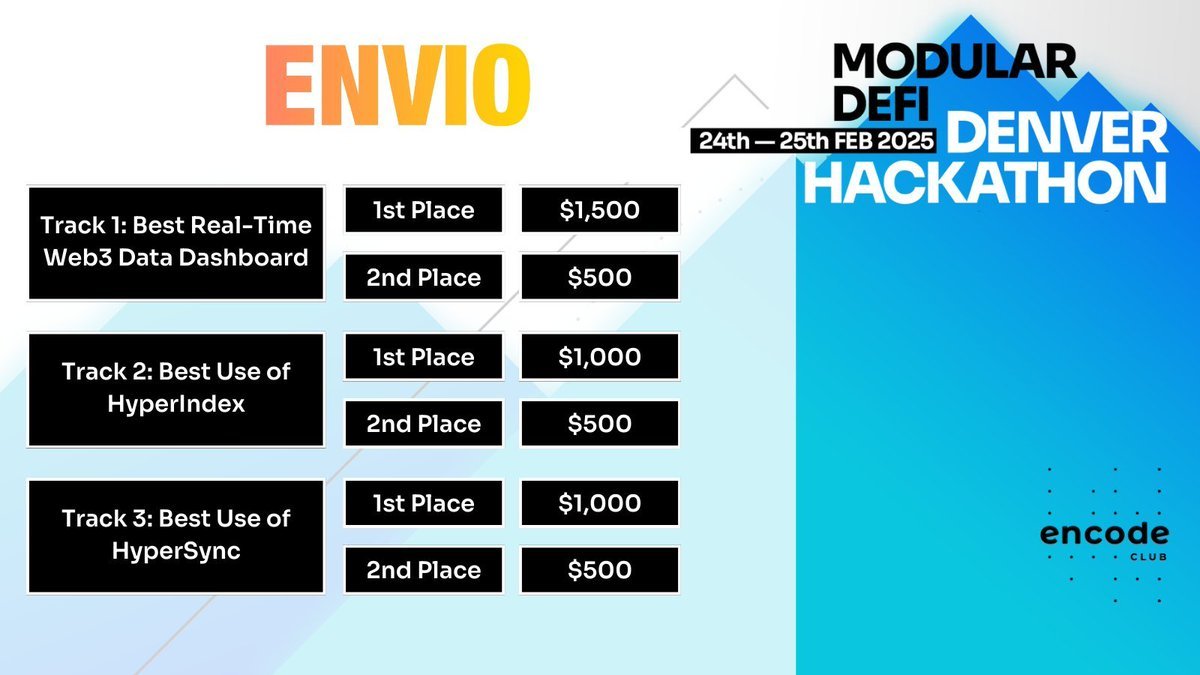 ENVIO
MODULAR
DEFI
24th — 25th FEB 2025
DENVER
HACKATHON
Track 1: Best Real-Time
Web3 Data Dashboard
1st Place
$1,500
2nd Place
$500
Track 2: Best Use of
HyperIndex
1st Place
$1,000
2nd Place
$500
Track 3: Best Use of
HyperSync
1st Place
$1,000
2nd Place
$500
encode
CLUB